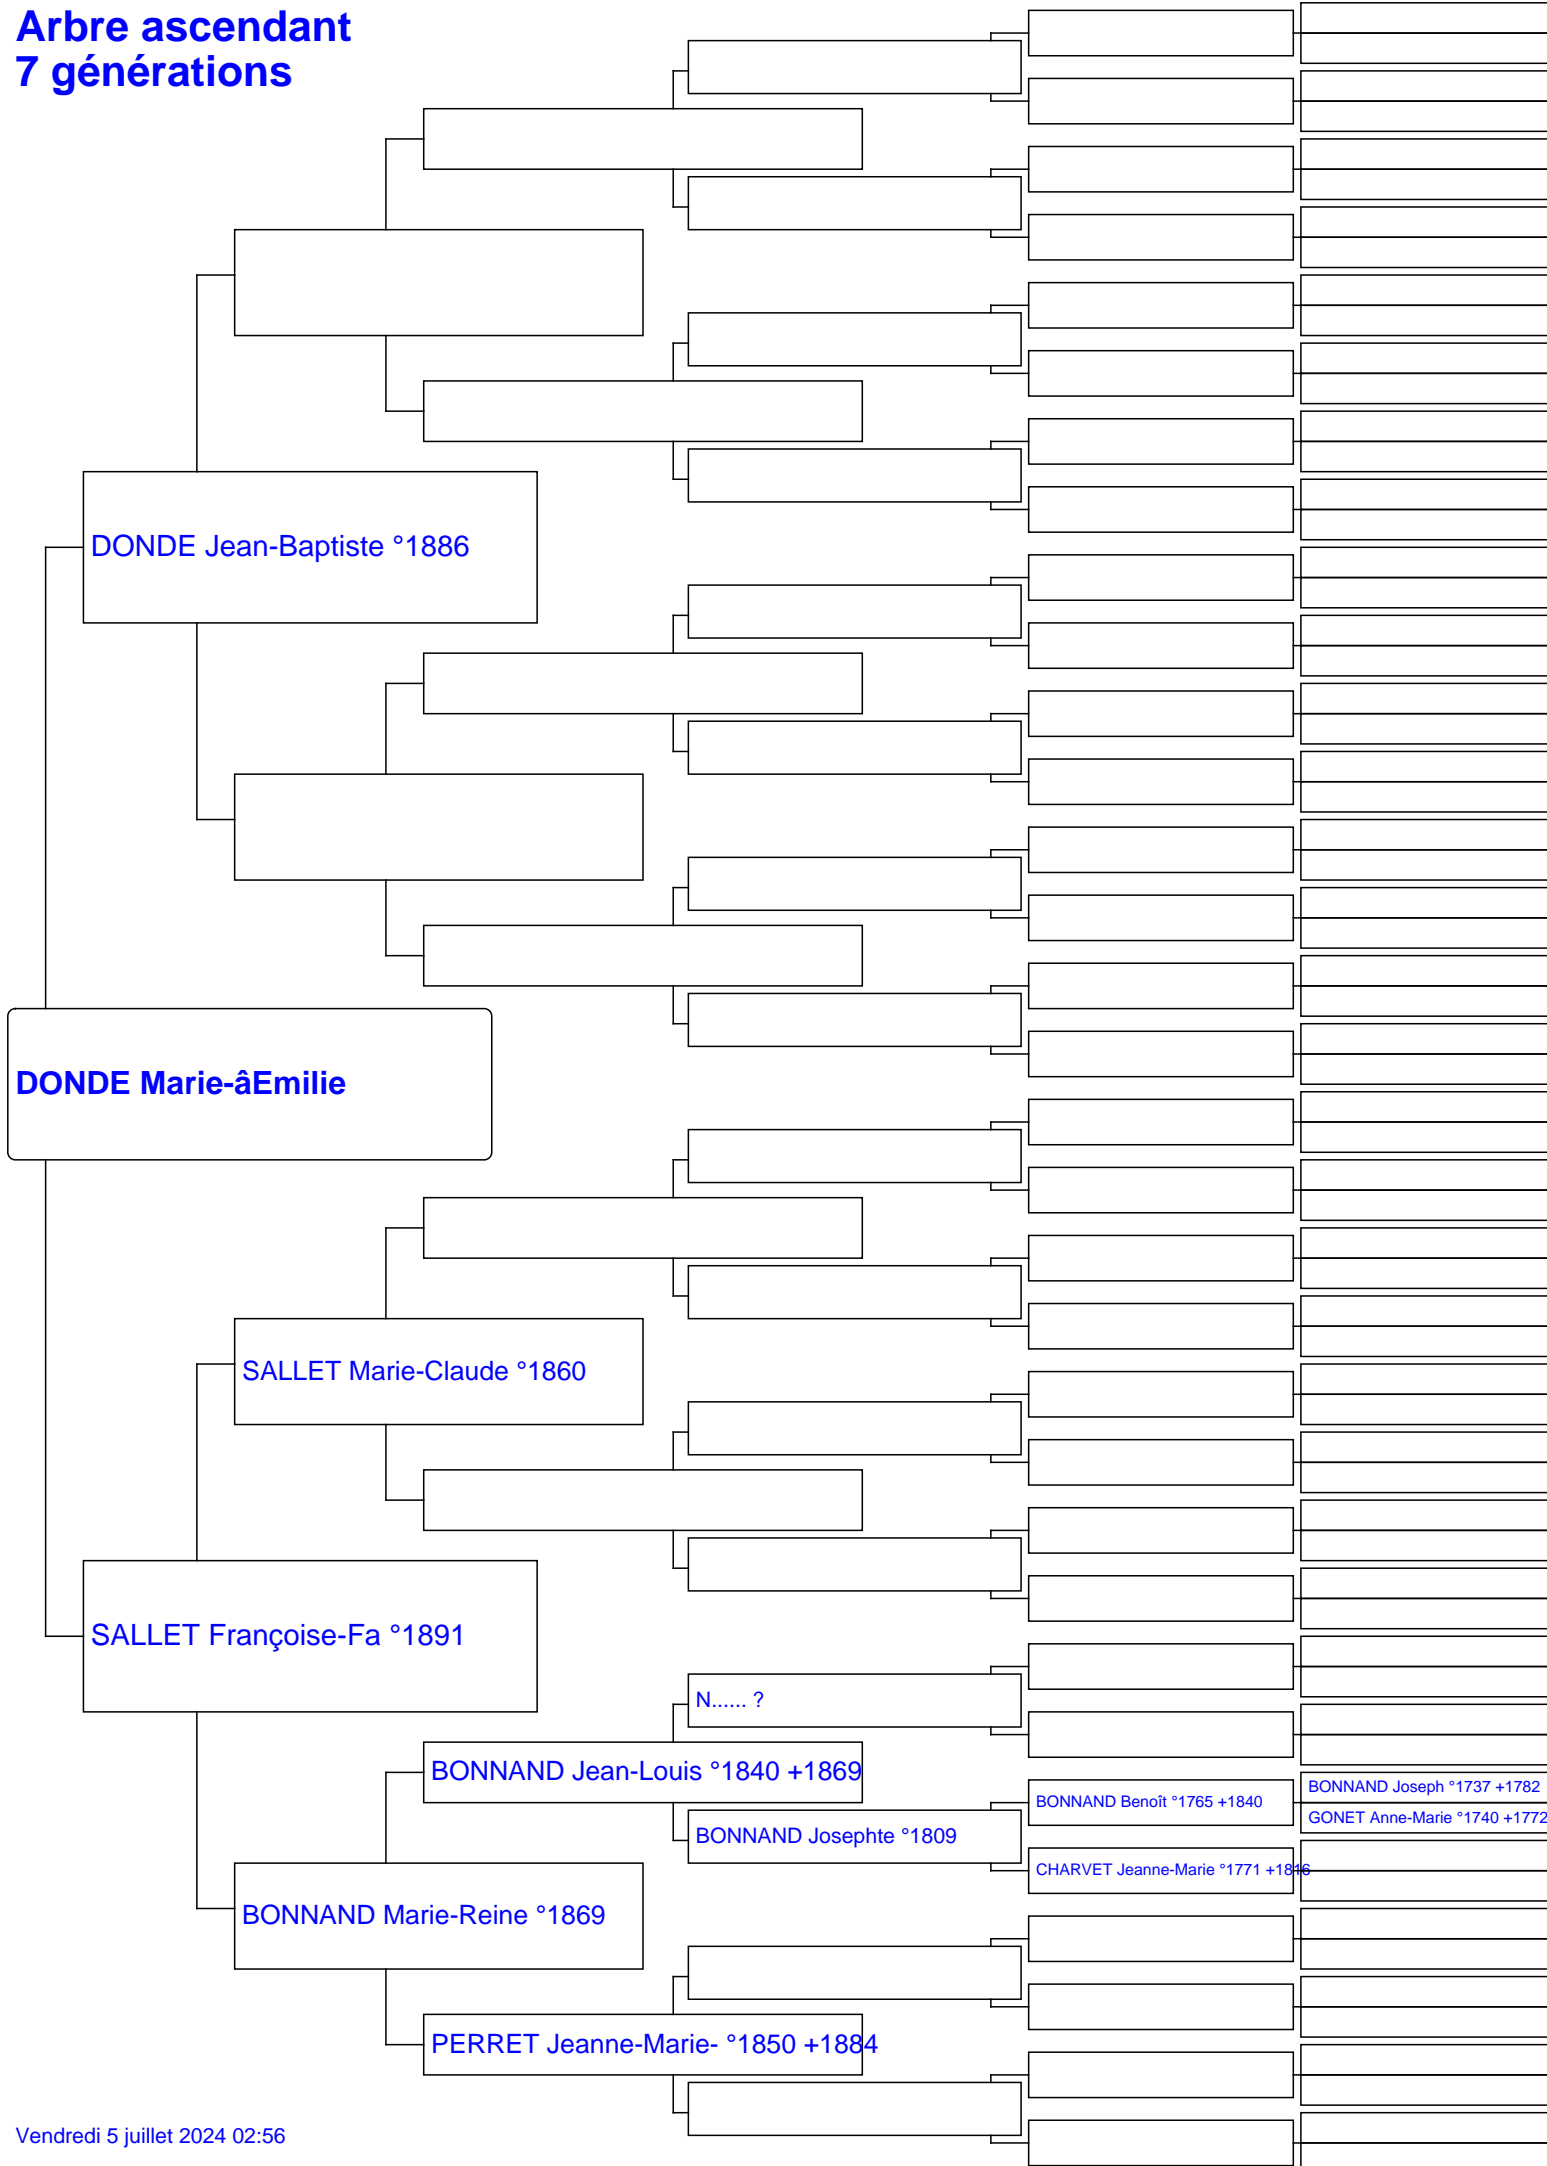 Arbre ascendant
7 générations
DONDE Jean-Baptiste °1886
DONDE Marie-âEmilie
SALLET Marie-Claude °1860
SALLET Françoise-Fa °1891
N...... ?
BONNAND Jean-Louis °1840 +1869
BONNAND Joseph °1737 +1782
BONNAND Benoît °1765 +1840
GONET Anne-Marie °1740 +1772
BONNAND Josephte °1809
CHARVET Jeanne-Marie °1771 +1816
BONNAND Marie-Reine °1869
PERRET Jeanne-Marie- °1850 +1884
Vendredi 5 juillet 2024 02:56